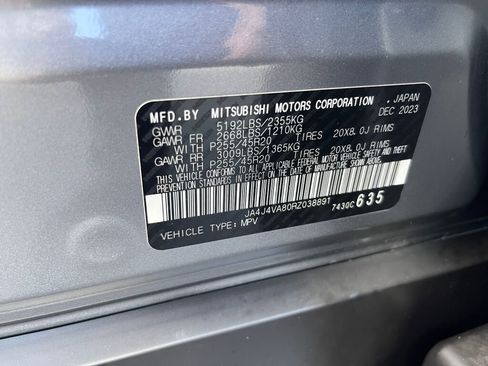 MFD.BY MITSUBISHI MOTORS CORPORATION , JAPAN
GVWR 5192LBS/2355KG DEC 2023
GAWR FR 2668LBS/1210KG
P255/45R20 TIRES 20X8.0J RIMS
GAWR RR 3009LBS/1365KG
P255/45R20 TIRES 20X8.0J RIMS
THIS VEHICLE CONFORMS TO ALL APPLICABLE FEDERAL MOTOR VEHICLE SAFETY AND THEFT
PREVENTION STANDARDS IN EFFECT ON THE DATE OF MANUFACTURE SHOWN ABOVE.
JA4J4VA80RZ038891 7430C 635
VEHICLE TYPE: MPV